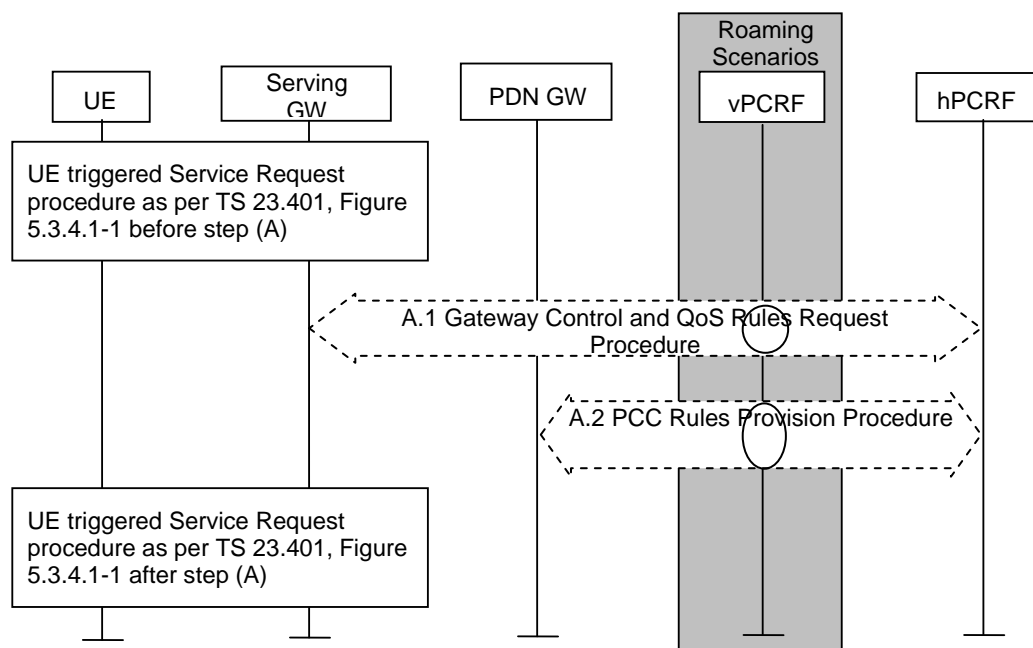 Roaming
Scenarios
UE
Serving
GW
PDN GW
vPCRF
hPCRF
UE triggered Service Request
procedure as per TS 23.401, Figure
5.3.4.1-1 before step (A)
A.1 Gateway Control and QoS Rules Request
Procedure
A.2 PCC Rules Provision Procedure
UE triggered Service Request
procedure as per TS 23.401, Figure
5.3.4.1-1 after step (A)